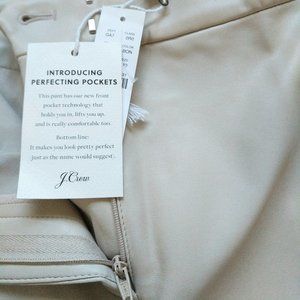 INTRODUCING
PERFECTING POCKETS
This pant has our new front
pocket technology that
holds you in, lifts you up,
and is really comfortable too.
Bottom line:
It makes you look pretty perfect
just as the name would suggest.
J.Crew